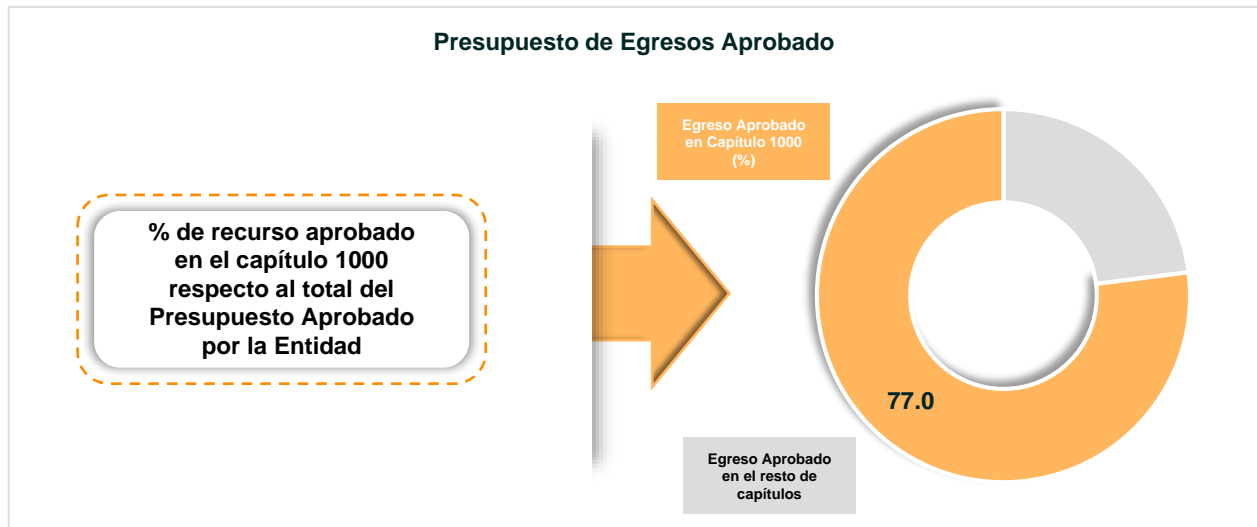 Presupuesto de Egresos Aprobado
% de recurso aprobado
en el capítulo 1000
respecto al total del
Presupuesto Aprobado
por la Entidad
Egreso Aprobado
en Capítulo 1000
(%)
77.0
Egreso Aprobado
en el resto de
capítulos